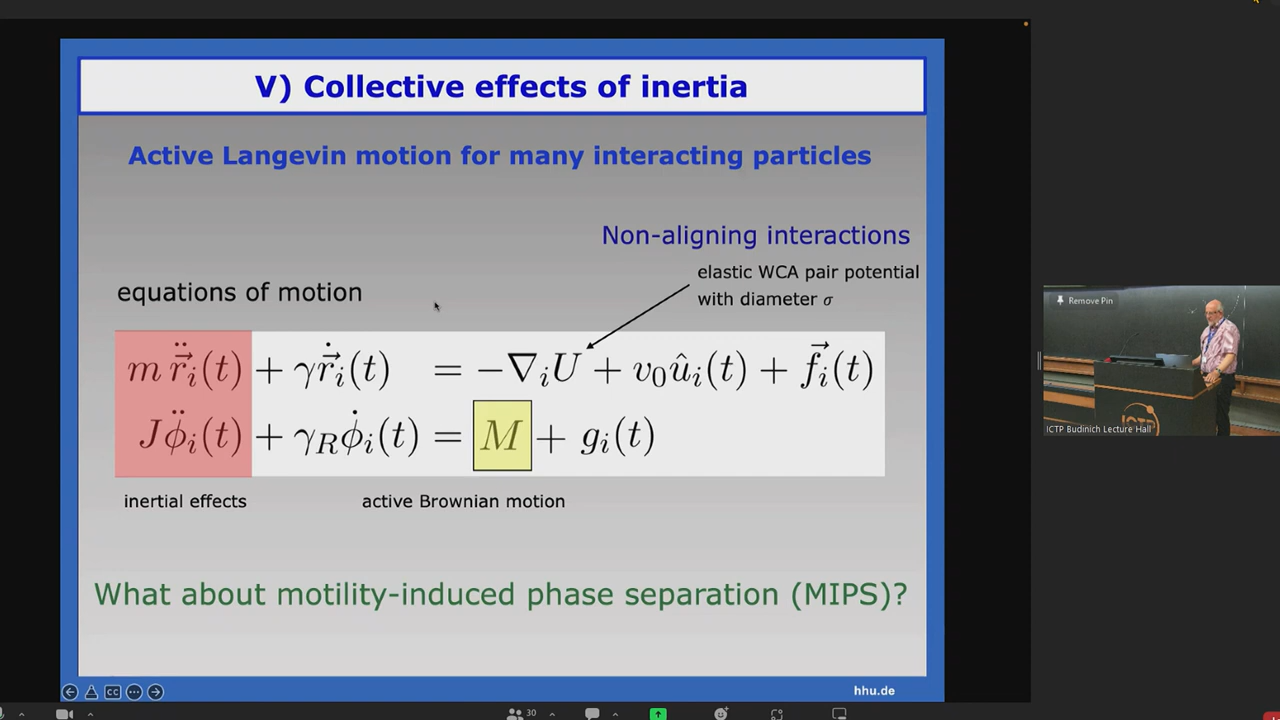 V) Collective effects of inertia
Active Langevin motion for many interacting particles
Non-aligning interactions
elastic WCA pair potential
with diameter σ
equations of motion
m r̈⃗ᵢ(t) + γ ṙ⃗ᵢ(t) = −∇ᵢU + v₀ûᵢ(t) + f⃗ᵢ(t)
J φ̈ᵢ(t) + γ_R φ̇ᵢ(t) = M + gᵢ(t)
inertial effects
active Brownian motion
What about motility-induced phase separation (MIPS)?
hhu.de
CC
30
Remove Pin
ICTP
ICTP Budinich Lecture Hall